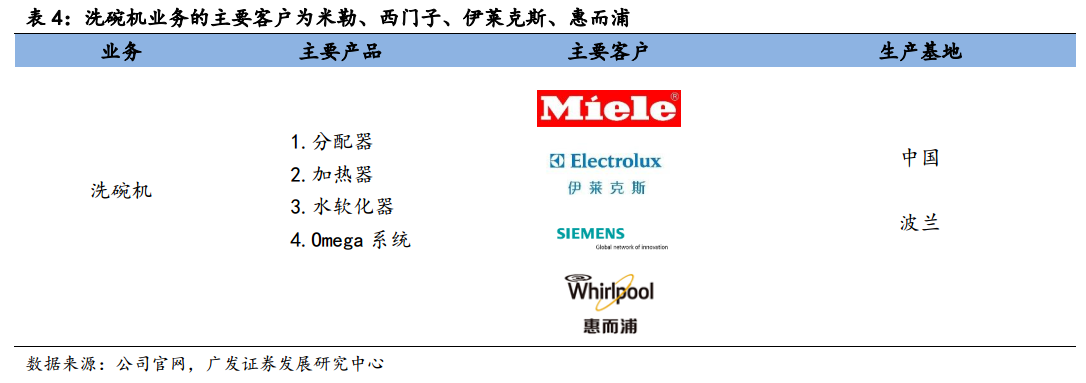 表 4：洗碗机业务的主要客户为米勒、西门子、伊莱克斯、惠而浦
业务 主要产品 主要客户 生产基地
洗碗机
1.分配器
2.加热器
3.水软化器
4.Omega 系统
Miele®
Electrolux
伊莱克斯
SIEMENS
Global network of innovation
Whirlpool
惠而浦
中国
波兰
数据来源：公司官网，广发证券发展研究中心